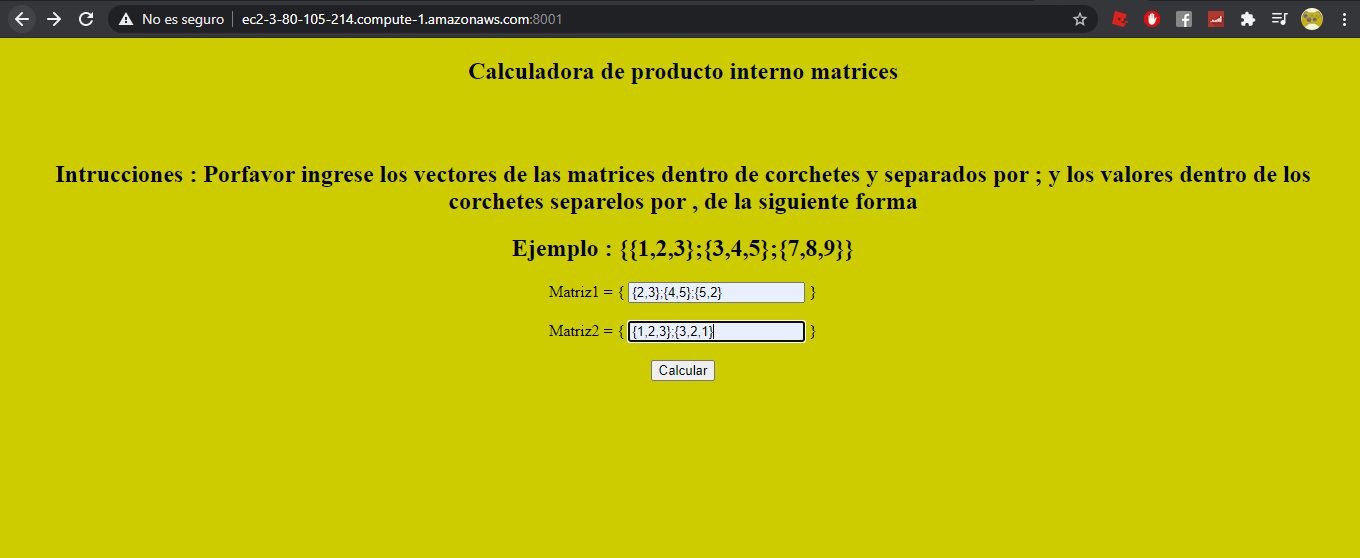 No es seguro | ec2-3-80-105-214.compute-1.amazonaws.com:8001
Calculadora de producto interno matrices
Intrucciones : Porfavor ingrese los vectores de las matrices dentro de corchetes y separados por ; y los valores dentro de los
corchetes separelos por , de la siguiente forma
Ejemplo : {{1,2,3};{3,4,5};{7,8,9}}
Matriz1 = { {2,3};{4,5};{5,2} }
Matriz2 = { {1,2,3};{3,2,1} }
Calcular